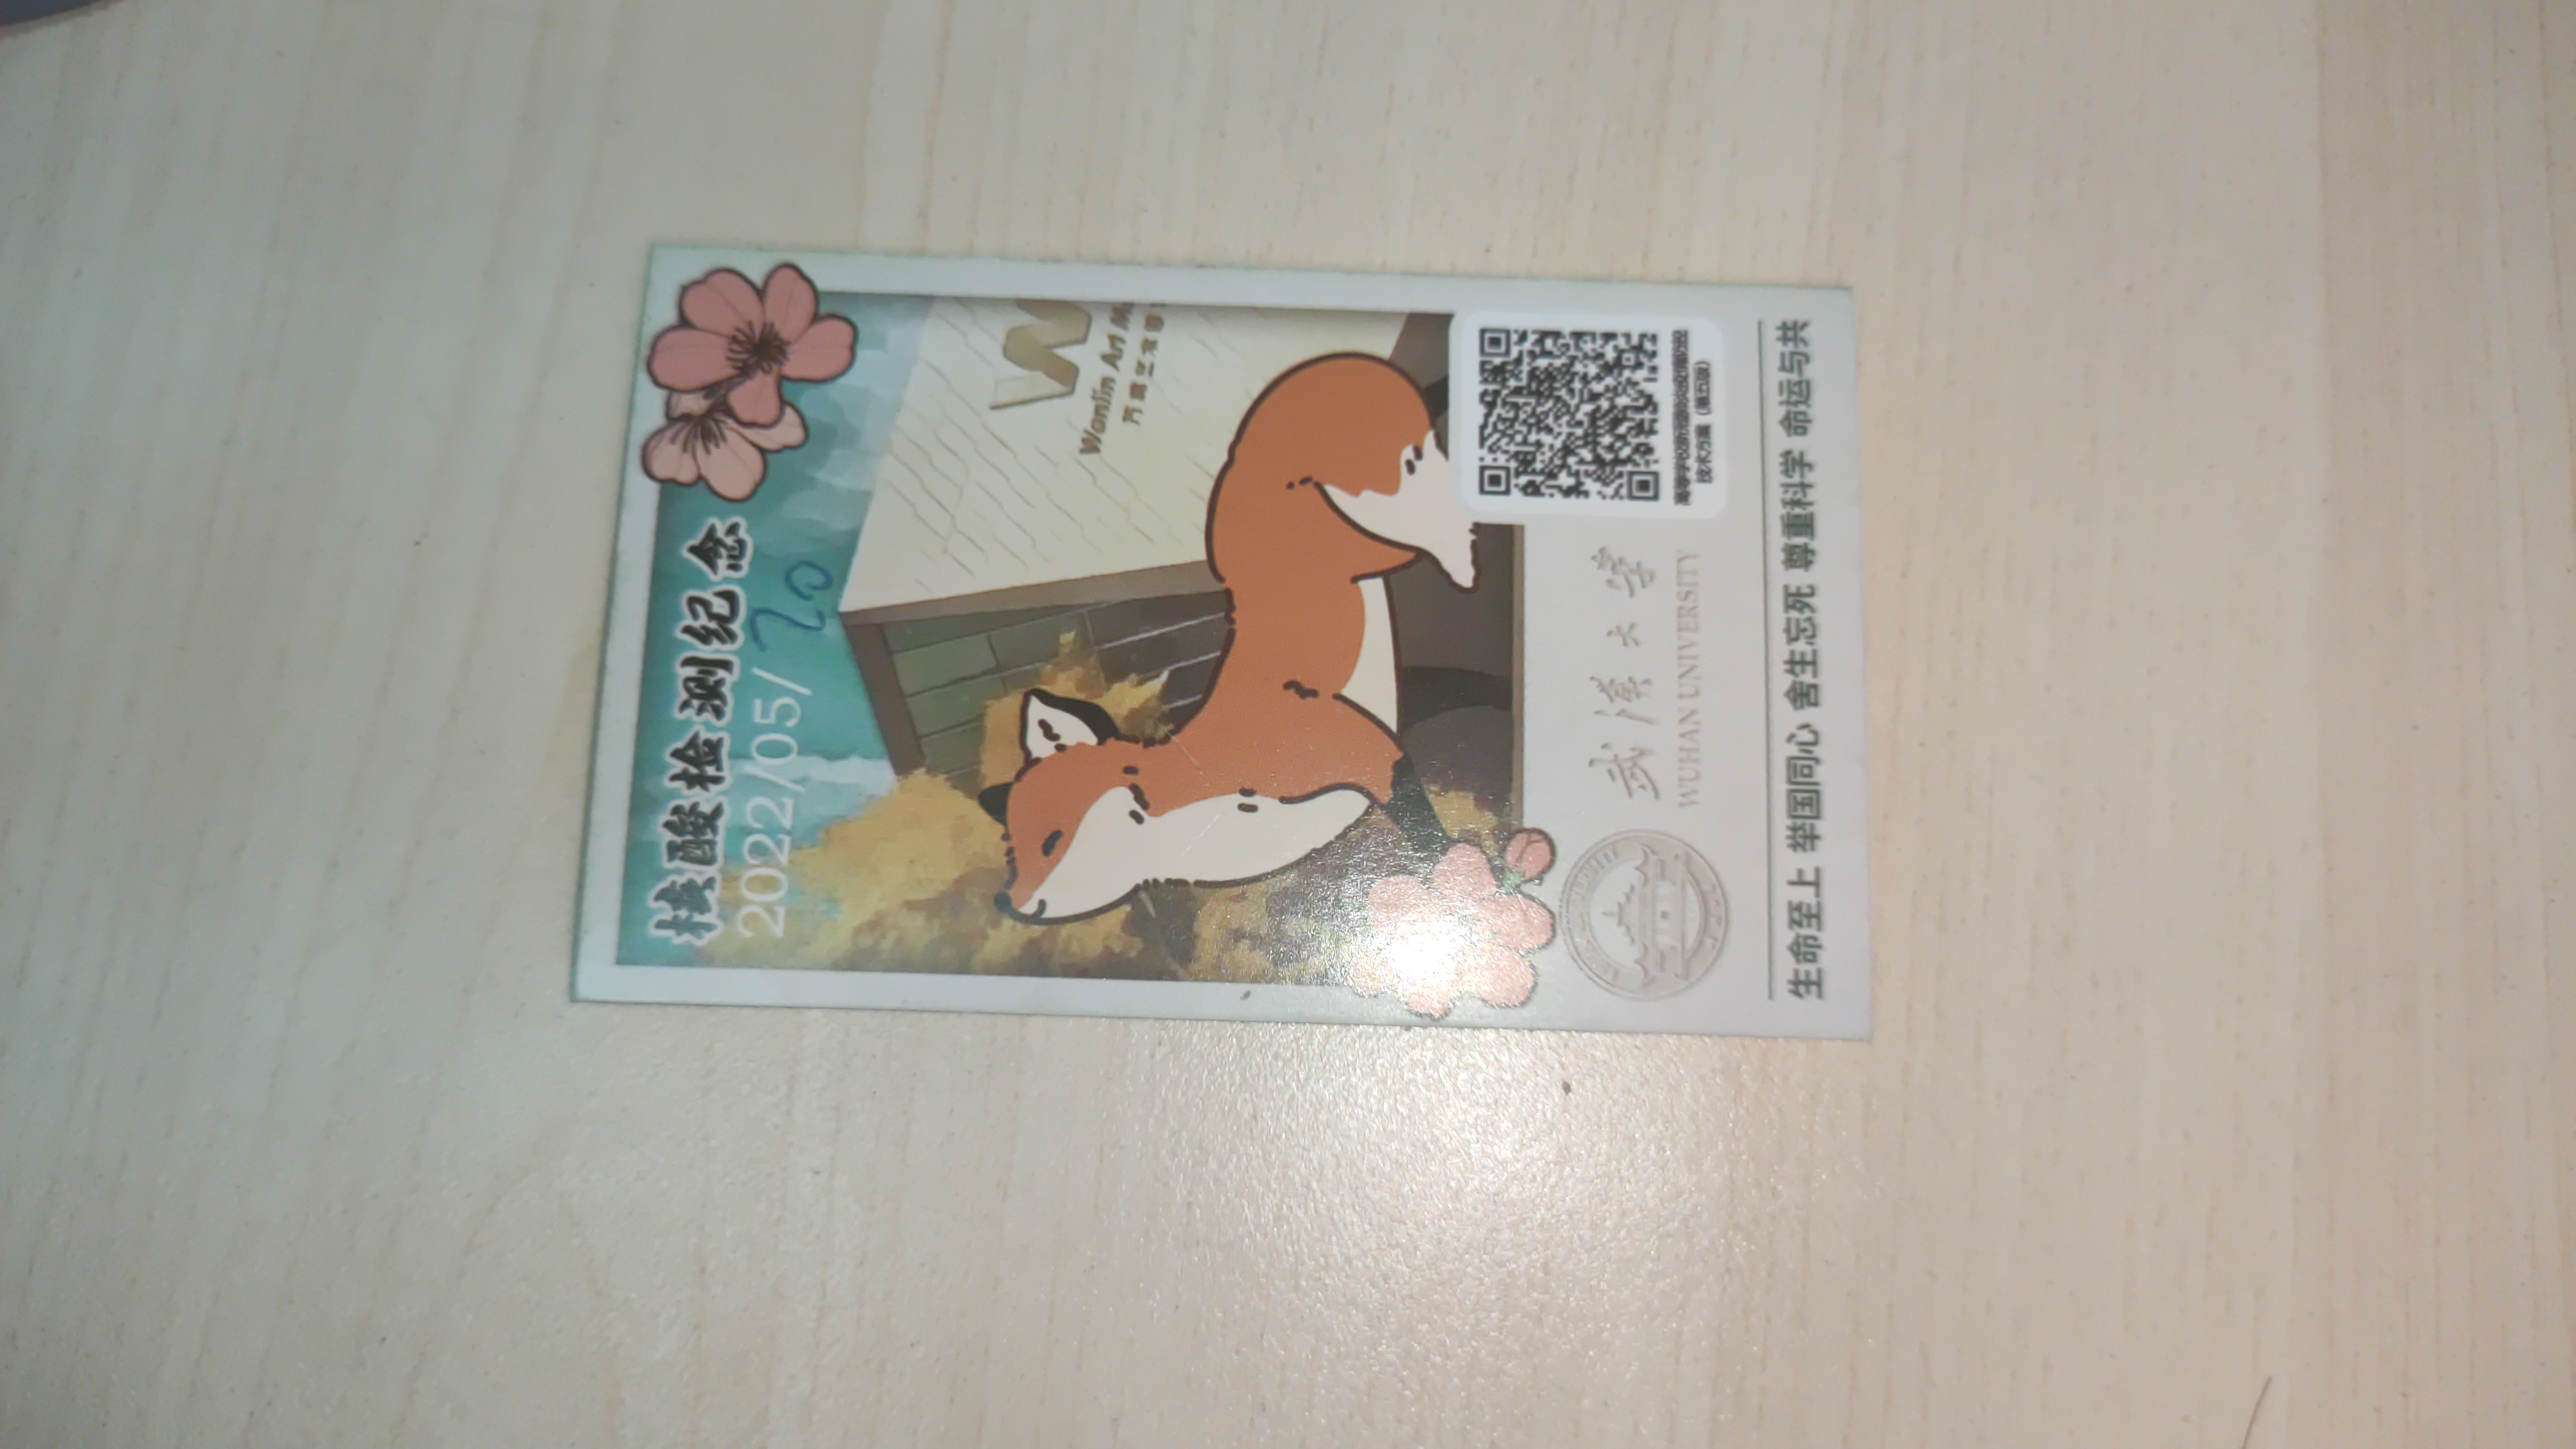 核酸检测纪念
2022/05/20
W
Wanlin Art M
万林艺术
武漢大学
WUHAN UNIVERSITY
高等学校新冠肺炎疫情防控
技术方案（第五版）
生命至上 举国同心 舍生忘死 尊重科学 命运与共